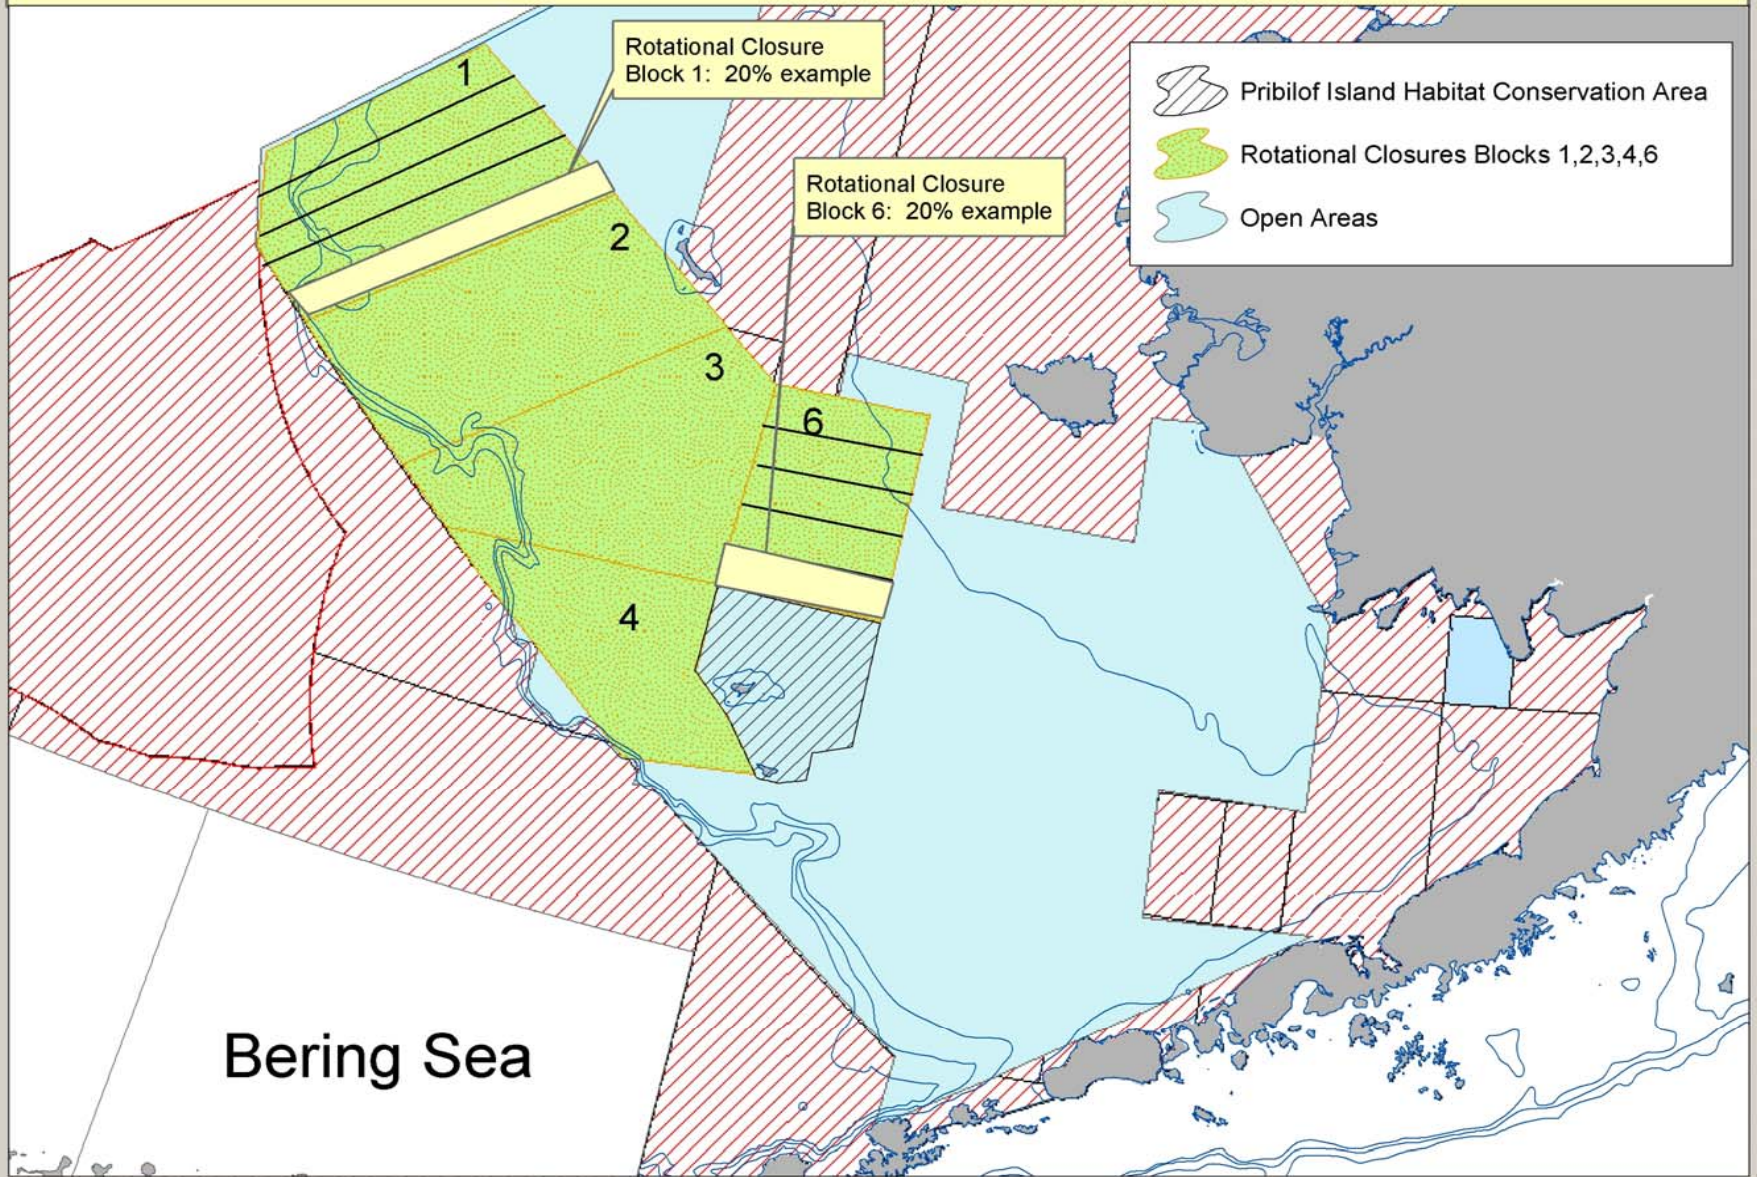 Rotational Closure
Block 1: 20% example
Rotational Closure
Block 6: 20% example
Pribilof Island Habitat Conservation Area
Rotational Closures Blocks 1,2,3,4,6
Open Areas
1
2
3
6
4
Bering Sea